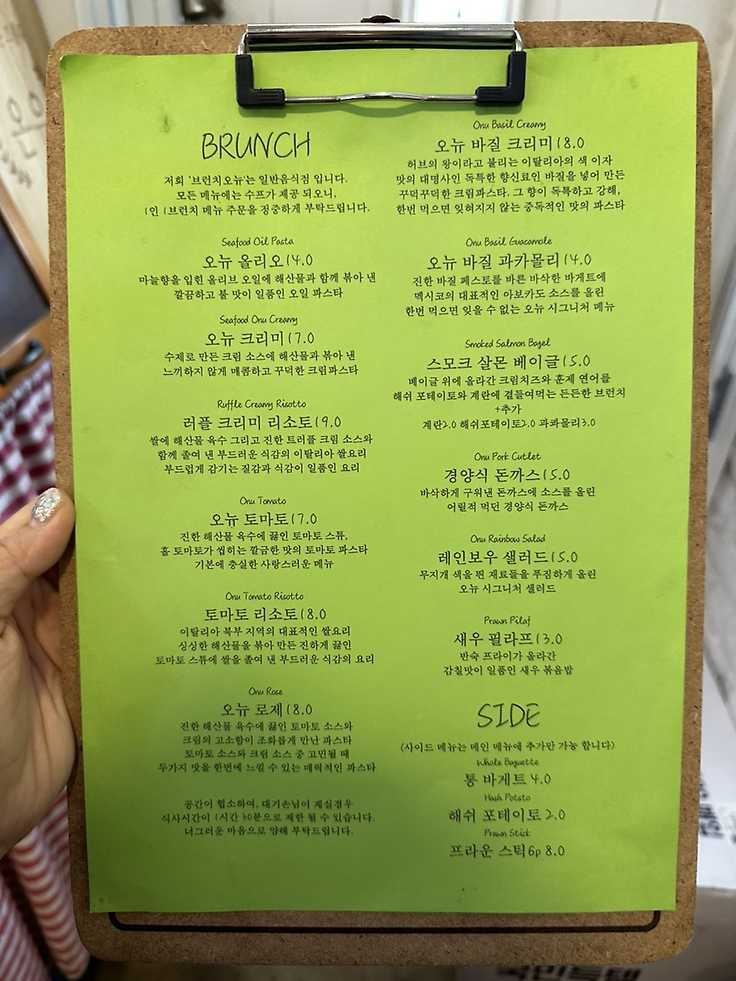 BRUNCH
저희 '브런치오뉴'는 일반음식점 입니다.
모든 메뉴에는 수프가 제공 되오니,
1인 1브런치 메뉴 주문을 정중하게 부탁드립니다.
Seafood Oil Pasta
오뉴 올리오 14.0
마늘향을 입힌 올리브 오일에 해산물과 함께 볶아 낸
깔끔하고 불 맛이 일품인 오일 파스타
Seafood Onu Creamy
오뉴 크리미 17.0
수제로 만든 크림 소스에 해산물과 볶아 낸
느끼하지 않게 매콤하고 꾸덕한 크림파스타
Ruffle Creamy Risotto
러플 크리미 리소토 19.0
쌀에 해산물 육수 그리고 진한 트러플 크림 소스와
함께 졸여 낸 부드러운 식감의 이탈리아 쌀요리
부드럽게 감기는 질감과 식감이 일품인 요리
Onu Tomato
오뉴 토마토 17.0
진한 해산물 육수에 끓인 토마토 스튜,
홀 토마토가 씹히는 깔끔한 맛의 토마토 파스타
기본에 충실한 사랑스러운 메뉴
Onu Tomato Risotto
토마토 리소토 18.0
이탈리아 북부 지역의 대표적인 쌀요리
싱싱한 해산물을 볶아 만든 진하게 끓인
토마토 스튜에 쌀을 졸여 낸 부드러운 식감의 요리
Onu Rose
오뉴 로제 18.0
진한 해산물 육수에 끓인 토마토 소스와
크림의 고소함이 조화롭게 만난 파스타
토마토 소스와 크림 소스 중 고민될 때
두가지 맛을 한번에 느낄 수 있는 매력적인 파스타
공간이 협소하여, 대기손님이 계실경우
식사시간이 1시간 30분으로 제한 될 수 있습니다.
너그러운 마음으로 양해 부탁드립니다.
Onu Basil Creamy
오뉴 바질 크리미 18.0
허브의 왕이라고 불리는 이탈리아의 색 이자
맛의 대명사인 독특한 향신료인 바질을 넣어 만든
꾸덕꾸덕한 크림파스타. 그 향이 독특하고 강해,
한번 먹으면 잊혀지지 않는 중독적인 맛의 파스타
Onu Basil Guacamole
오뉴 바질 과카몰리 14.0
진한 바질 페스토를 바른 바삭한 바게트에
멕시코의 대표적인 아보카도 소스를 올린
한번 먹으면 잊을 수 없는 오뉴 시그니처 메뉴
Smoked Salmon Bagel
스모크 살몬 베이글 15.0
베이글 위에 올라간 크림치즈와 훈제 연어를
해쉬 포테이토와 계란에 곁들여먹는 든든한 브런치
+추가
계란2.0 해쉬포테이토2.0 과콰몰리3.0
Onu Pork Cutlet
경양식 돈까스 15.0
바삭하게 구워낸 돈까스에 소스를 올린
어릴적 먹던 경양식 돈까스
Onu Rainbow Salad
레인보우 샐러드 15.0
무지개 색을 띈 재료들을 푸짐하게 올린
오뉴 시그니처 샐러드
Prawn Pilaf
새우 필라프 13.0
반숙 프라이가 올라간
감칠맛이 일품인 새우 볶음밥
SIDE
(사이드 메뉴는 메인 메뉴에 추가만 가능 합니다)
Whole Baguette
통 바게트 4.0
Hash Potato
해쉬 포테이토 2.0
Prawn Stick
프라운 스틱6p 8.0